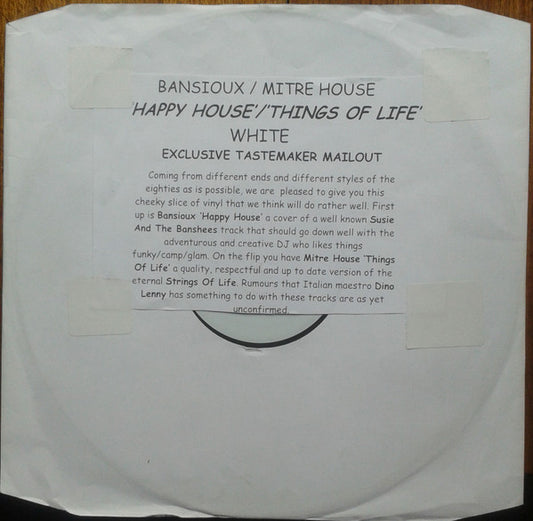 BANSIOUX / MITRE HOUSE
'HAPPY HOUSE'/'THINGS OF LIFE'
WHITE
EXCLUSIVE TASTEMAKER MAILOUT
Coming from different ends and different styles of the
eighties as is possible, we are pleased to give you this
cheeky slice of vinyl that we think will do rather well. First
up is Bansioux 'Happy House' a cover of a well known Susie
And The Banshees track that should go down well with the
adventurous and creative DJ who likes things
funky/camp/glam. On the flip you have Mitre House 'Things
Of Life' a quality, respectful and up to date version of the
eternal Strings Of Life. Rumours that Italian maestro Dino
Lenny has something to do with these tracks are as yet
unconfirmed.